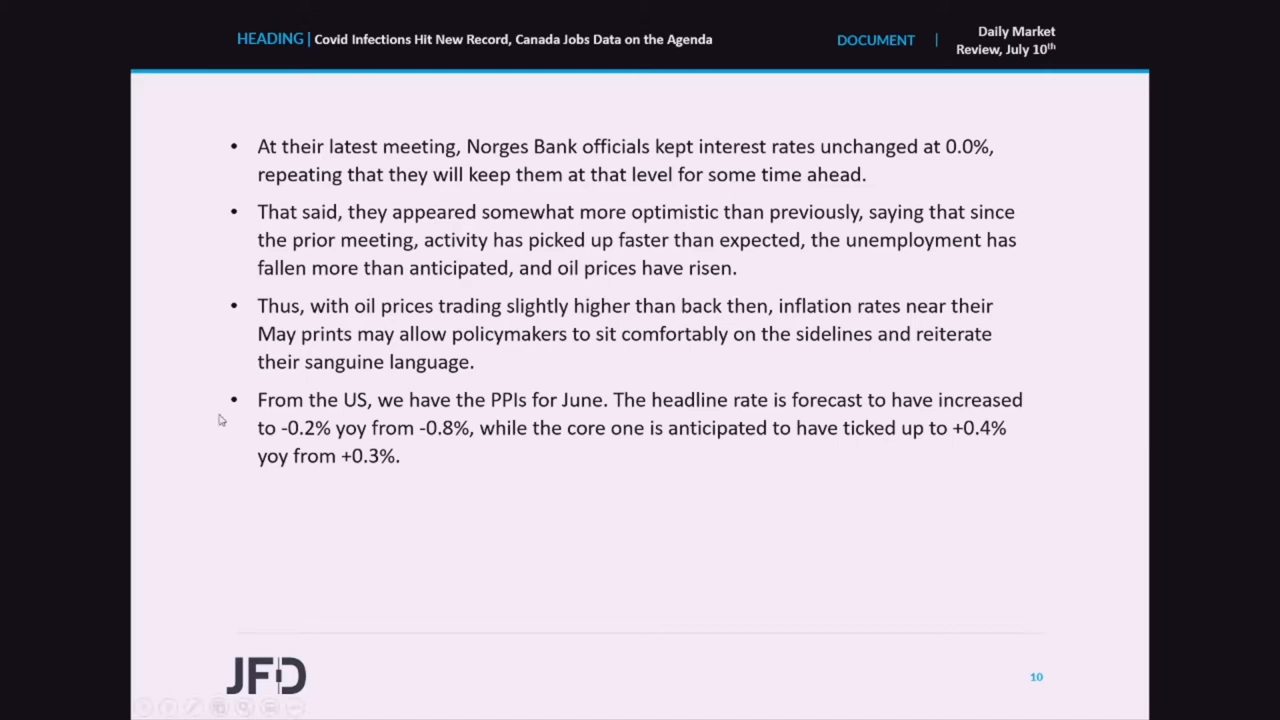 HEADING | Covid Infections Hit New Record, Canada Jobs Data on the Agenda
DOCUMENT |
Daily Market
Review, July 10th
• At their latest meeting, Norges Bank officials kept interest rates unchanged at 0.0%,
repeating that they will keep them at that level for some time ahead.
• That said, they appeared somewhat more optimistic than previously, saying that since
the prior meeting, activity has picked up faster than expected, the unemployment has
fallen more than anticipated, and oil prices have risen.
• Thus, with oil prices trading slightly higher than back then, inflation rates near their
May prints may allow policymakers to sit comfortably on the sidelines and reiterate
their sanguine language.
• From the US, we have the PPIs for June. The headline rate is forecast to have increased
to -0.2% yoy from -0.8%, while the core one is anticipated to have ticked up to +0.4%
yoy from +0.3%.
JFD
10